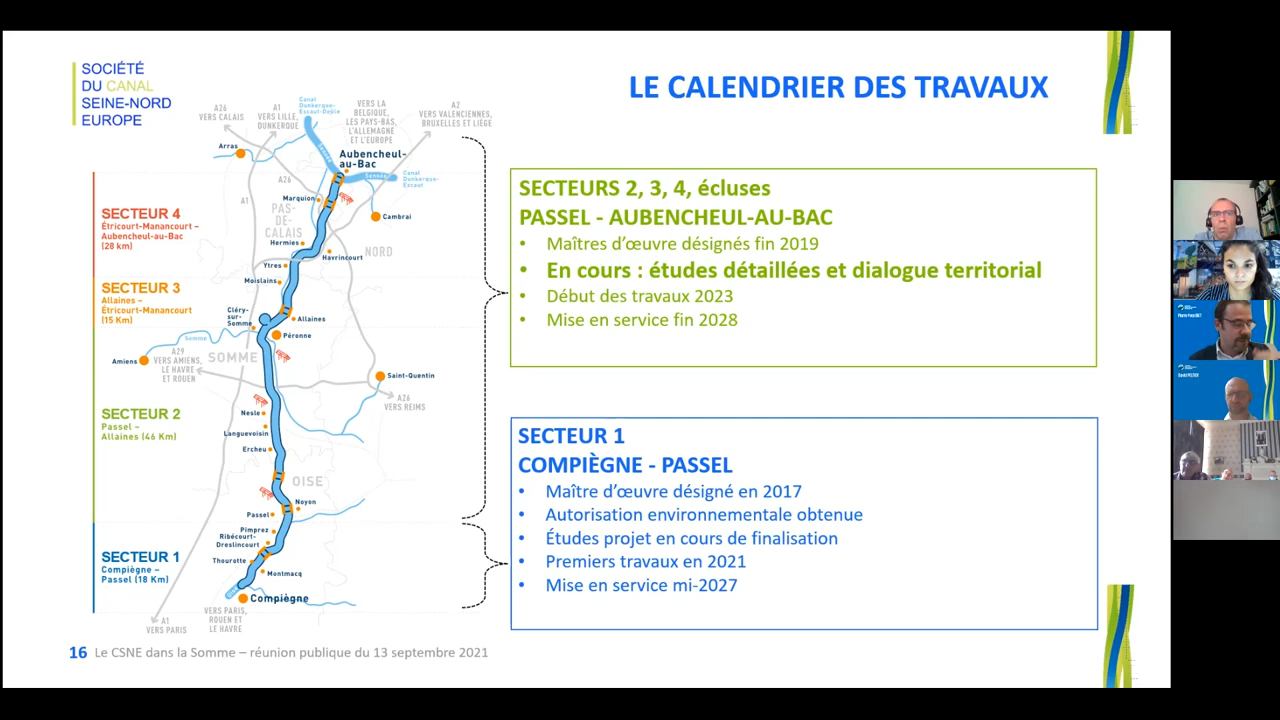 SOCIÉTÉ
DU CANAL
SEINE-NORD
EUROPE
LE CALENDRIER DES TRAVAUX
A26
VERS CALAIS
A1
VERS LILLE,
DUNKERQUE
Canal
Dunkerque-
Escaut-Deûle
VERS LA
BELGIQUE,
LES PAYS-BAS,
L'ALLEMAGNE
ET L'EUROPE
A2
VERS VALENCIENNES,
BRUXELLES ET LIÈGE
Arras
Sensée
Aubencheul-
au-Bac
Sensée
Canal
Dunkerque-
Escaut
A26
A1
Marquion
Cambrai
PAS-
DE-
CALAIS
Hermies
NORD
Havrincourt
Ytres
Moislains
Cléry-
sur-
Somme
Allaines
Péronne
Somme
Amiens
A29
VERS AMIENS,
LE HAVRE
ET ROUEN
SOMME
Saint-Quentin
A26
VERS REIMS
Nesle
Languevoisin
Ercheu
OISE
Noyon
Passel
Pimprez
Ribécourt-
Dreslincourt
Thourotte
Montmacq
Oise
Compiègne
VERS PARIS,
ROUEN ET
LE HAVRE
A1
VERS PARIS
SECTEUR 4
Étricourt-Manancourt –
Aubencheul-au-Bac
(28 km)
SECTEUR 3
Allaines –
Étricourt-Manancourt
(15 Km)
SECTEUR 2
Passel –
Allaines (46 Km)
SECTEUR 1
Compiègne –
Passel (18 Km)
SECTEURS 2, 3, 4, écluses
PASSEL - AUBENCHEUL-AU-BAC
• Maîtres d'œuvre désignés fin 2019
• En cours : études détaillées et dialogue territorial
• Début des travaux 2023
• Mise en service fin 2028
SECTEUR 1
COMPIÈGNE - PASSEL
• Maître d'œuvre désigné en 2017
• Autorisation environnementale obtenue
• Études projet en cours de finalisation
• Premiers travaux en 2021
• Mise en service mi-2027
16 Le CSNE dans la Somme – réunion publique du 13 septembre 2021